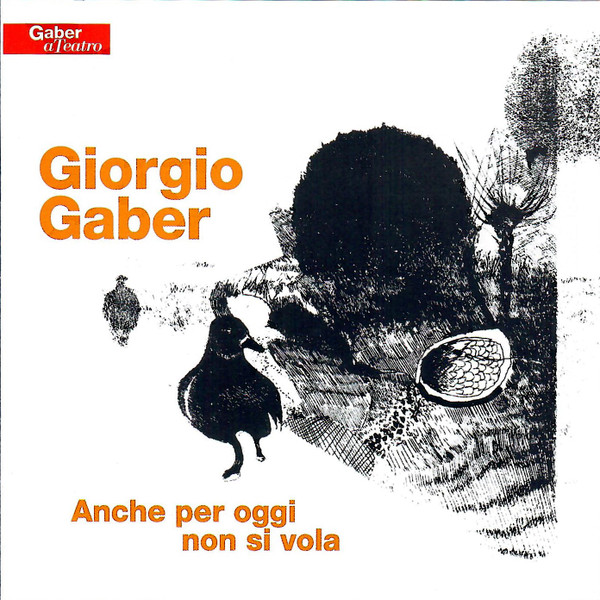 Gaber
a Teatro
Giorgio
Gaber
Anche per oggi
non si vola